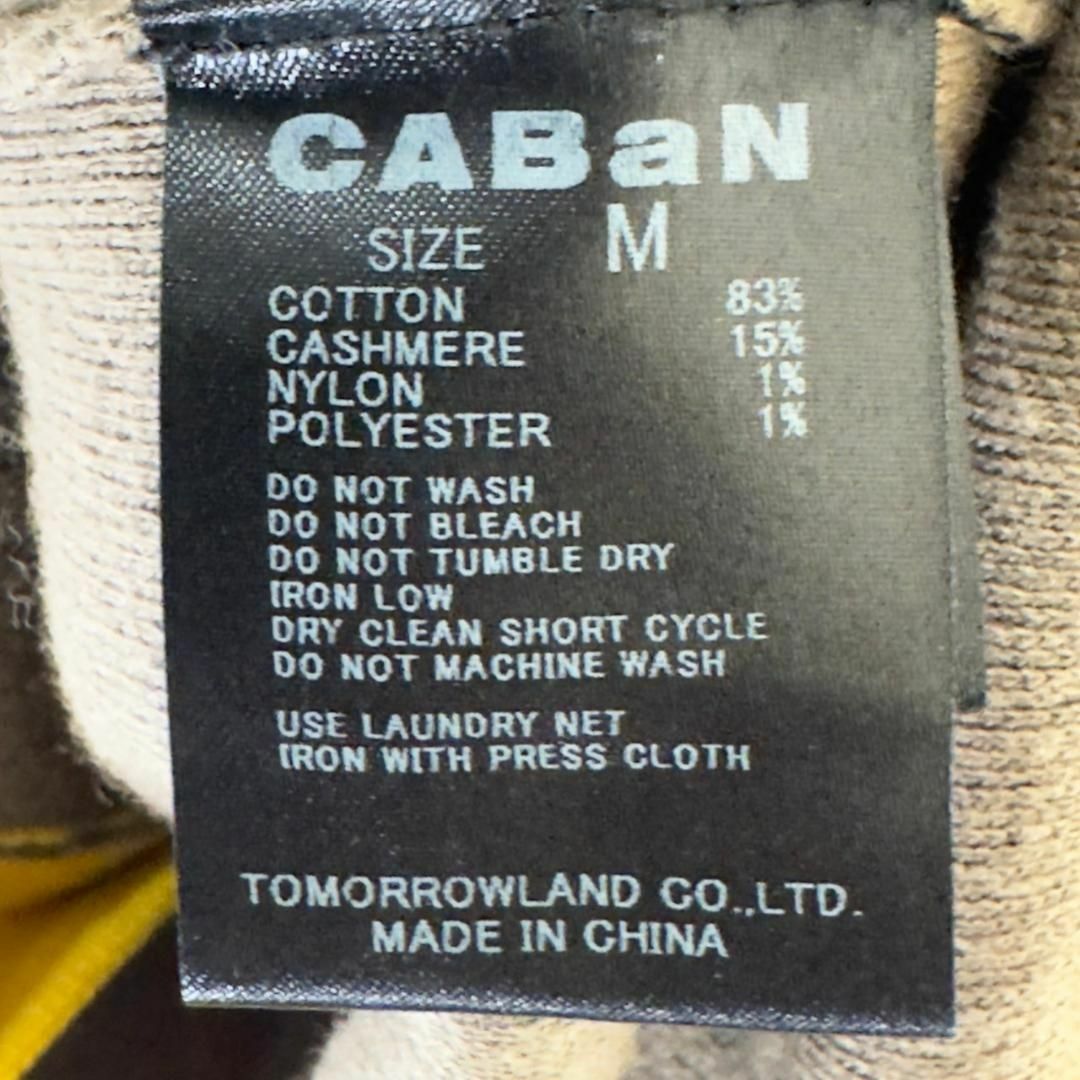 CABaN
SIZE M
COTTON 83%
CASHMERE 15%
NYLON 1%
POLYESTER 1%
DO NOT WASH
DO NOT BLEACH
DO NOT TUMBLE DRY
IRON LOW
DRY CLEAN SHORT CYCLE
DO NOT MACHINE WASH
USE LAUNDRY NET
IRON WITH PRESS CLOTH
TOMORROWLAND CO.,LTD.
MADE IN CHINA